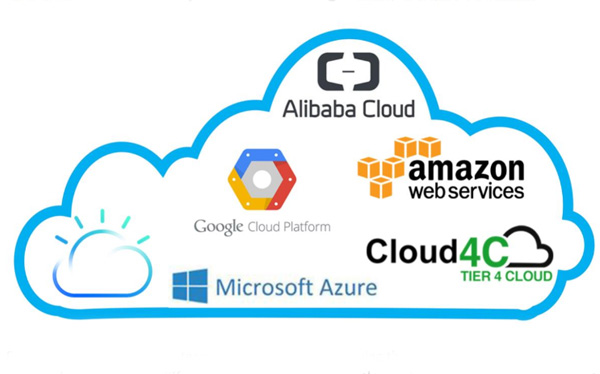 Alibaba Cloud
amazon
web services
Google Cloud Platform
Cloud4C
TIER 4 CLOUD
Microsoft Azure